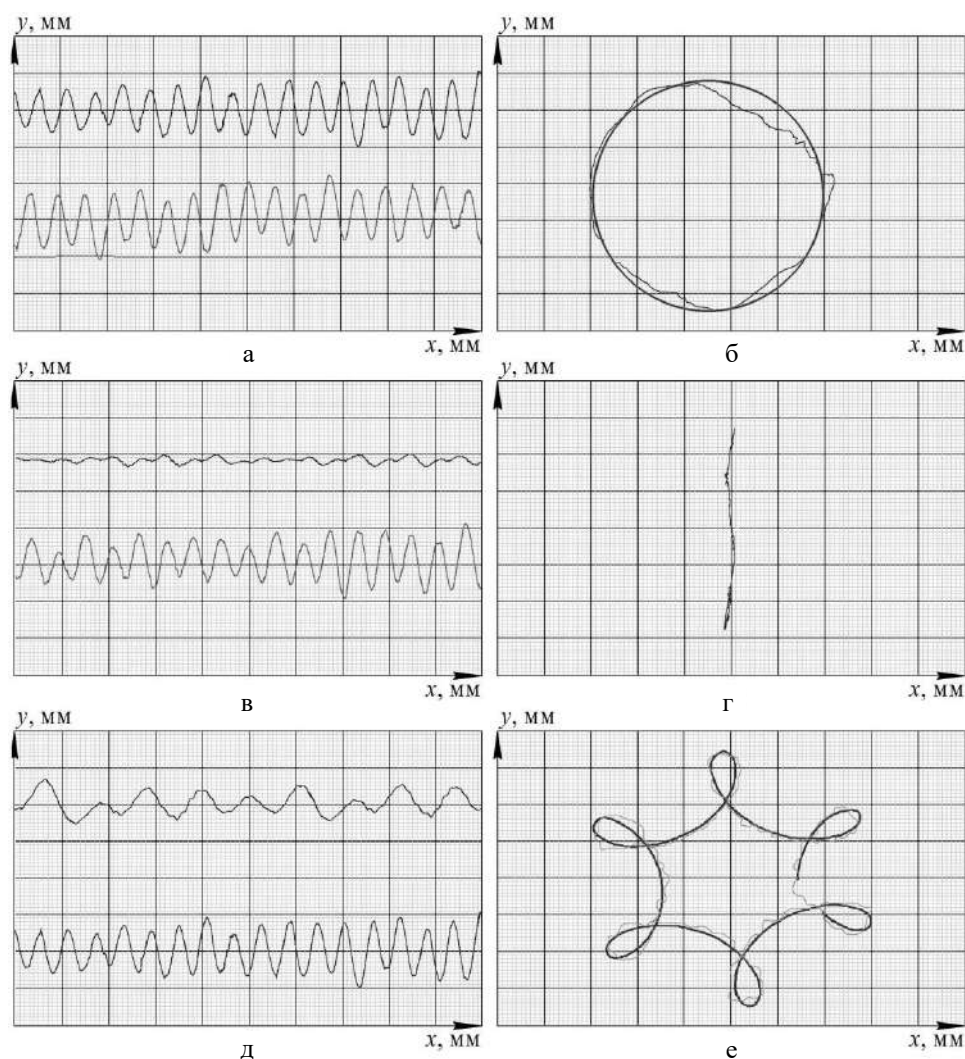 y, мм
y, мм
x, мм
x, мм
а
б
y, мм
y, мм
x, мм
x, мм
в
г
y, мм
y, мм
x, мм
x, мм
д
е